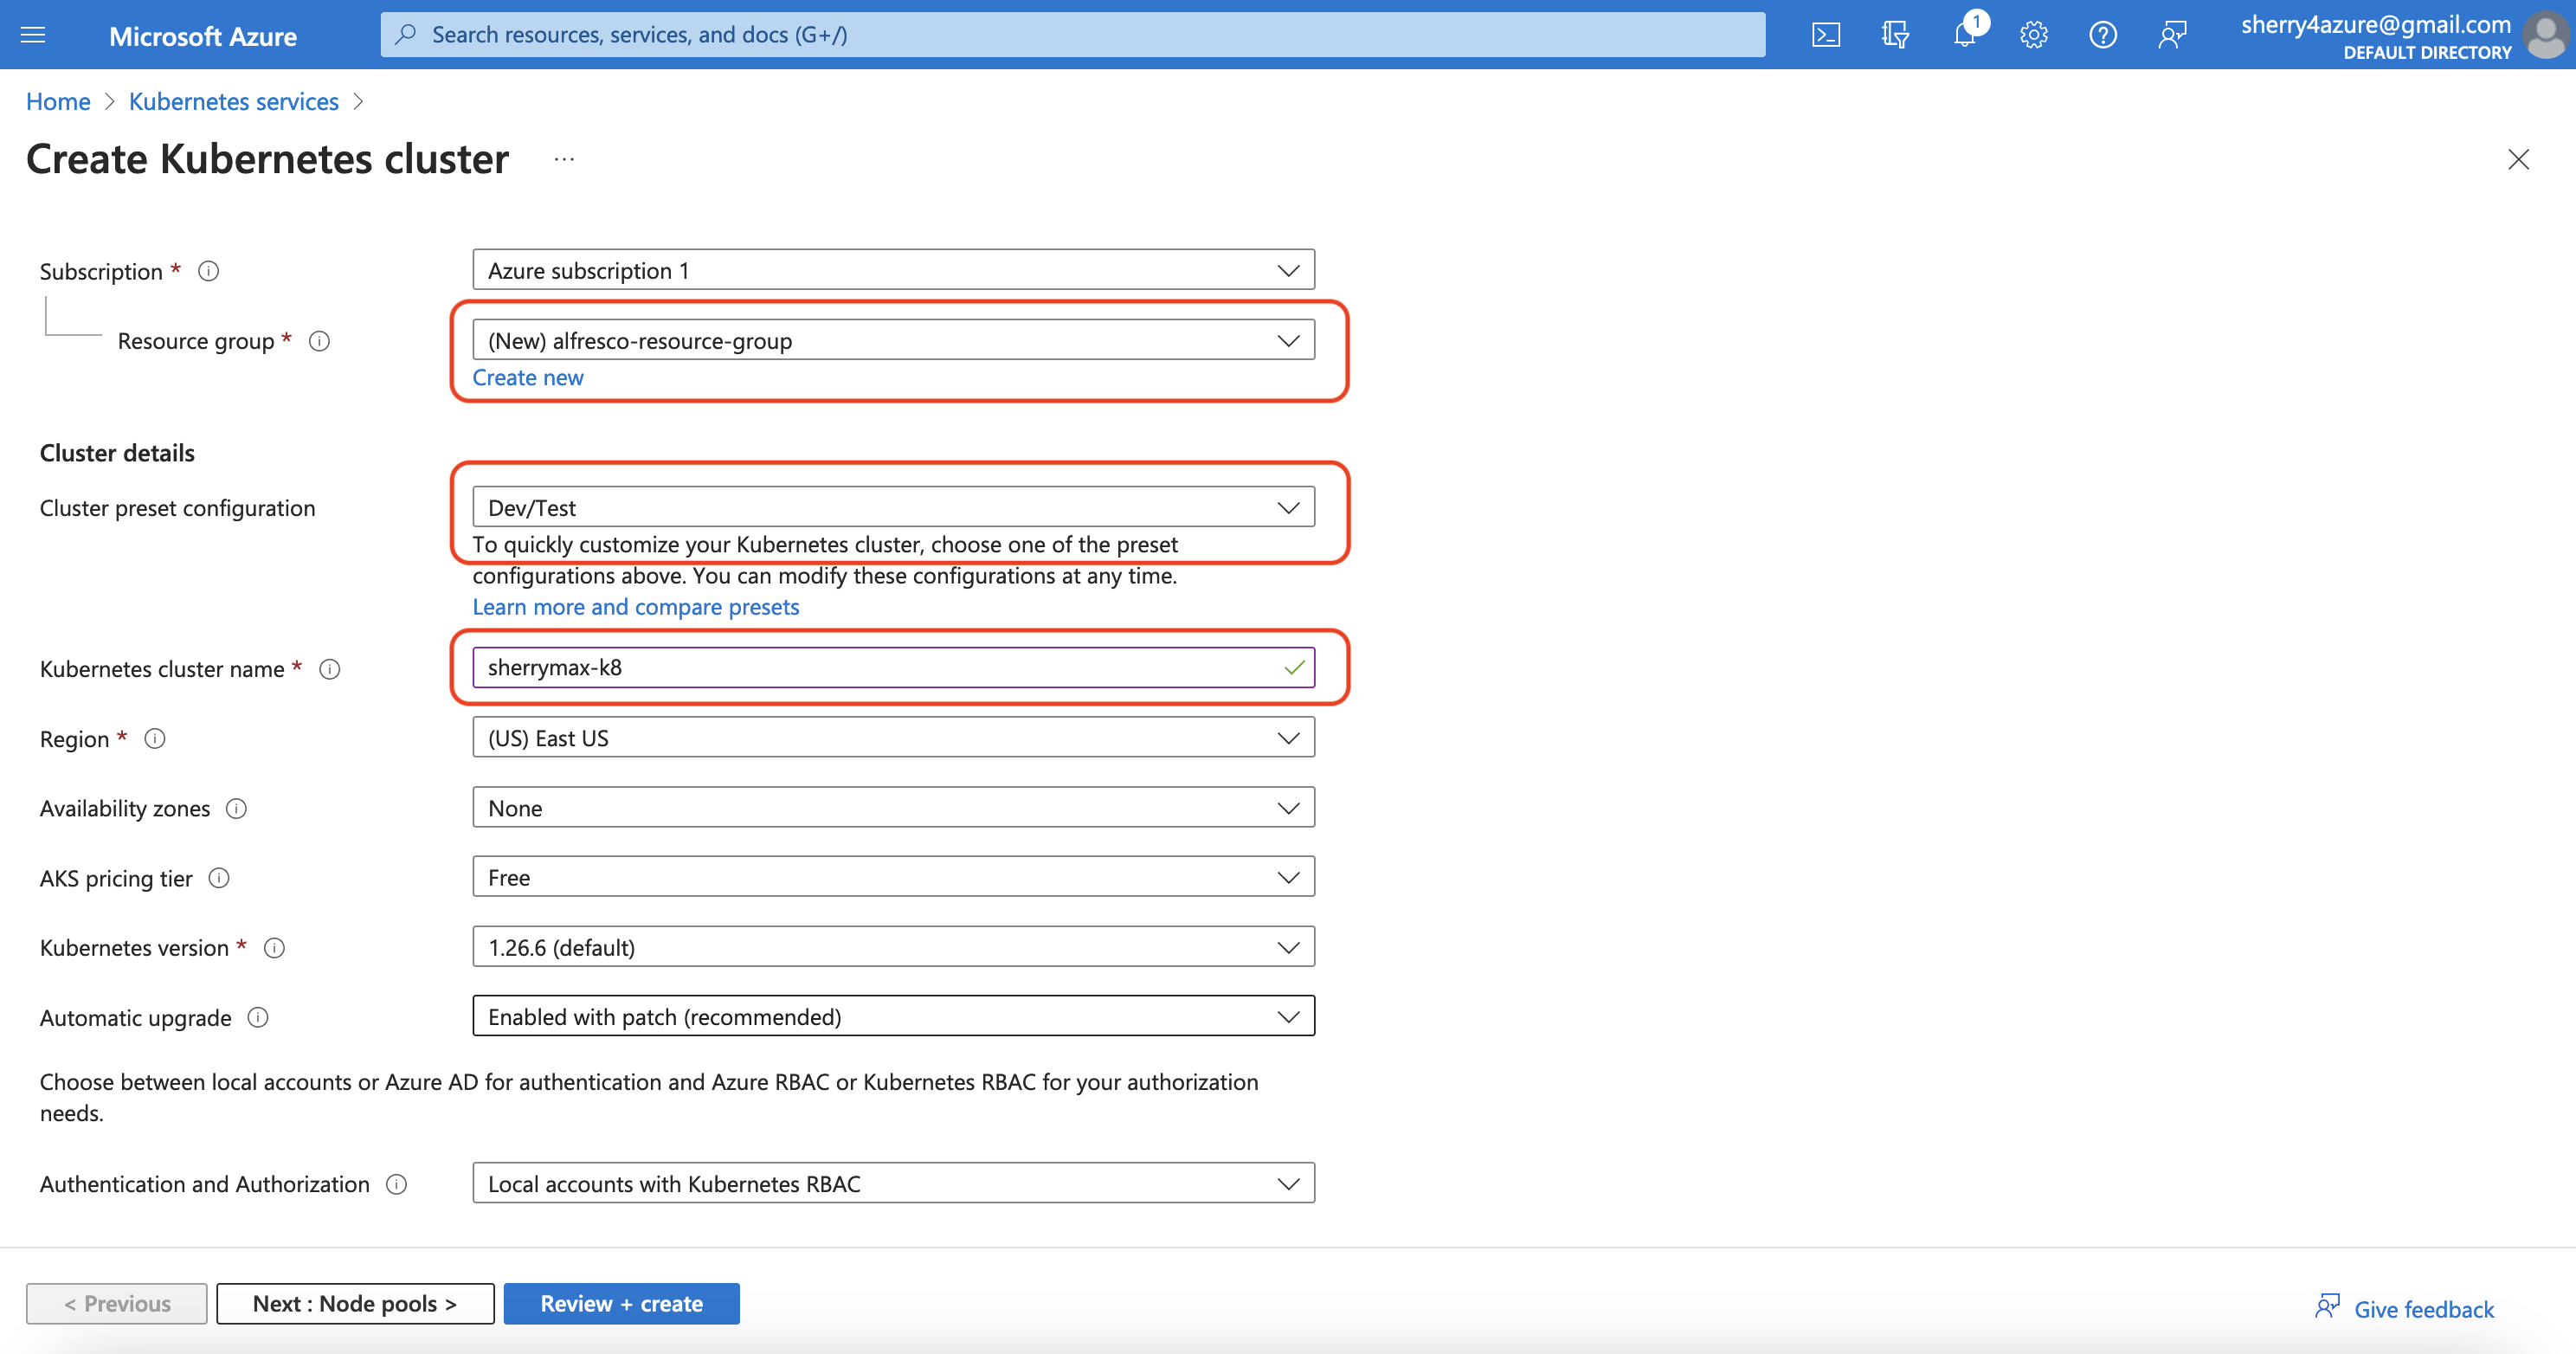 Microsoft Azure
Search resources, services, and docs (G+/)
1
sherry4azure@gmail.com
DEFAULT DIRECTORY
Home > Kubernetes services >
Create Kubernetes cluster ...
Subscription *
Azure subscription 1
Resource group *
(New) alfresco-resource-group
Create new
Cluster details
Cluster preset configuration
Dev/Test
To quickly customize your Kubernetes cluster, choose one of the preset
configurations above. You can modify these configurations at any time.
Learn more and compare presets
Kubernetes cluster name *
sherrymax-k8
Region *
(US) East US
Availability zones
None
AKS pricing tier
Free
Kubernetes version *
1.26.6 (default)
Automatic upgrade
Enabled with patch (recommended)
Choose between local accounts or Azure AD for authentication and Azure RBAC or Kubernetes RBAC for your authorization
needs.
Authentication and Authorization
Local accounts with Kubernetes RBAC
< Previous
Next : Node pools >
Review + create
Give feedback